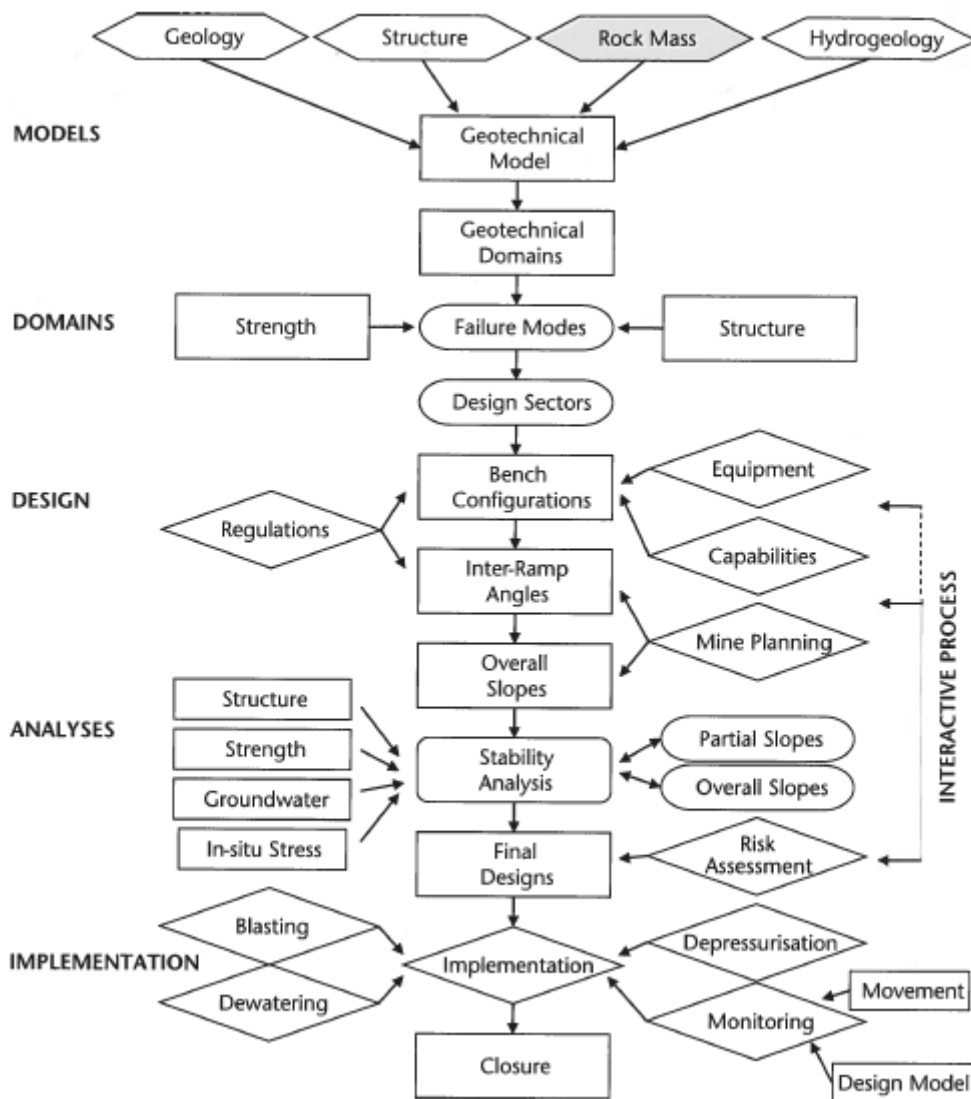 Geology
Structure
Rock Mass
Hydrogeology
MODELS
Geotechnical
Model
Geotechnical
Domains
DOMAINS
Strength
Failure Modes
Structure
Design Sectors
DESIGN
Regulations
Bench
Configurations
Equipment
Capabilities
Inter-Ramp
Angles
Mine Planning
Overall
Slopes
INTERACTIVE PROCESS
ANALYSES
Structure
Strength
Groundwater
In-situ Stress
Stability
Analysis
Partial Slopes
Overall Slopes
Final
Designs
Risk
Assessment
IMPLEMENTATION
Blasting
Dewatering
Implementation
Depressurisation
Monitoring
Movement
Design Model
Closure